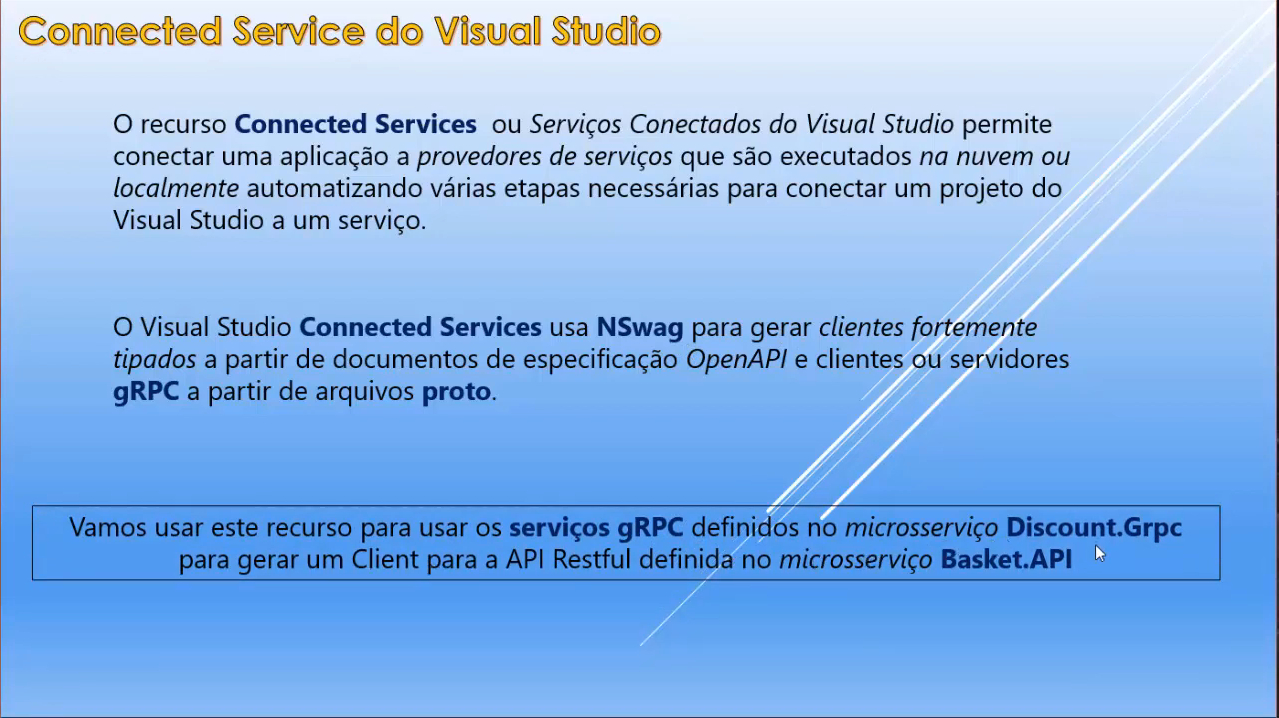 Connected Service do Visual Studio
O recurso Connected Services ou Serviços Conectados do Visual Studio permite
conectar uma aplicação a provedores de serviços que são executados na nuvem ou
localmente automatizando várias etapas necessárias para conectar um projeto do
Visual Studio a um serviço.
O Visual Studio Connected Services usa NSwag para gerar clientes fortemente
tipados a partir de documentos de especificação OpenAPI e clientes ou servidores
gRPC a partir de arquivos proto.
Vamos usar este recurso para usar os serviços gRPC definidos no microsserviço Discount.Grpc
para gerar um Client para a API Restful definida no microsserviço Basket.API